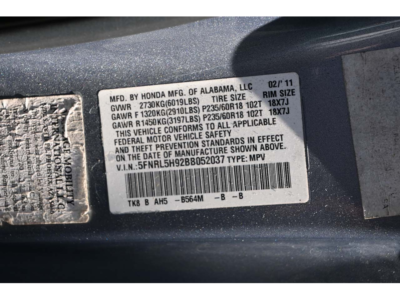 MFD. BY HONDA MFG. OF ALABAMA, LLC 02/'11
GVWR 2730KG(6019LBS) TIRE SIZE RIM SIZE
GAWR F 1320KG(2910LBS) P235/60R18 102T 18X7J
GAWR R 1450KG(3197LBS) P235/60R18 102T 18X7J
THIS VEHICLE CONFORMS TO ALL APPLICABLE
FEDERAL MOTOR VEHICLE SAFETY
AND THEFT PREVENTION STANDARDS IN EFFECT
ON THE DATE OF MANUFACTURE SHOWN ABOVE.
V.I.N.: 5FNRL5H92BB052037 TYPE: MPV
TK8 B AH5 -B564M -B -B